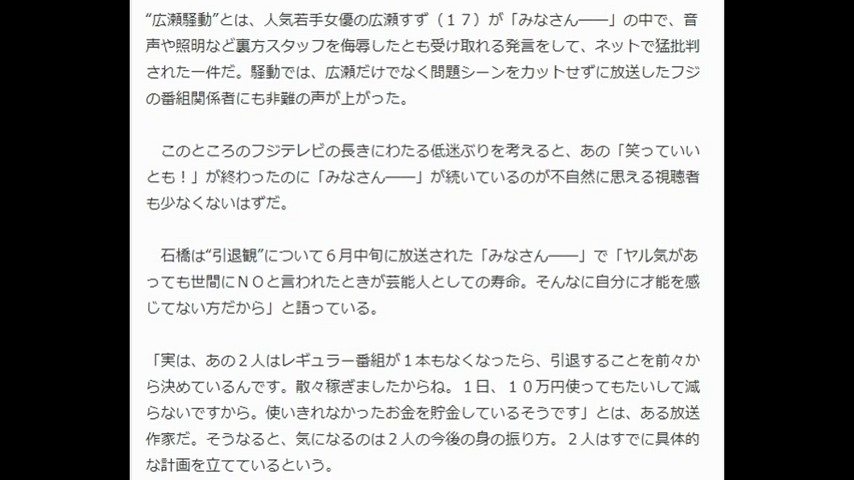 “広瀬騒動”とは、人気若手女優の広瀬すず（１７）が「みなさん――」の中で、音
声や照明など裏方スタッフを侮辱したとも受け取れる発言をして、ネットで猛批判
された一件だ。騒動では、広瀬だけでなく問題シーンをカットせずに放送したフジ
の番組関係者にも非難の声が上がった。
このところのフジテレビの長きにわたる低迷ぶりを考えると、あの「笑っていい
とも！」が終わったのに「みなさん――」が続いているのが不自然に思える視聴者
も少なくないはずだ。
石橋は“引退観”について６月中旬に放送された「みなさん――」で「ヤル気があ
っても世間にＮＯと言われたときが芸能人としての寿命。そんなに自分に才能を感
じてない方だから」と語っている。
「実は、あの２人はレギュラー番組が１本もなくなったら、引退することを前々か
ら決めているんです。散々稼ぎましたからね。１日、１０万円使ってもたいして減
らないですから。使いきれなかったお金を貯金しているそうです」とは、ある放送
作家だ。そうなると、気になるのは２人の今後の身の振り方。２人はすでに具体的
な計画を立てているという。